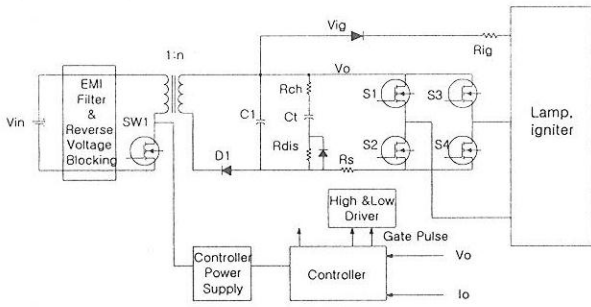 Vig
Rig
1:n
Vo
EMI
Filter
&
Reverse
Voltage
Blocking
Vin
SW1
C1
Rch
Ct
Rdis
D1
Rs
S1
S3
S2
S4
Lamp,
igniter
High &Low
Driver
Gate Pulse
Controller
Power
Supply
Controller
Vo
Io